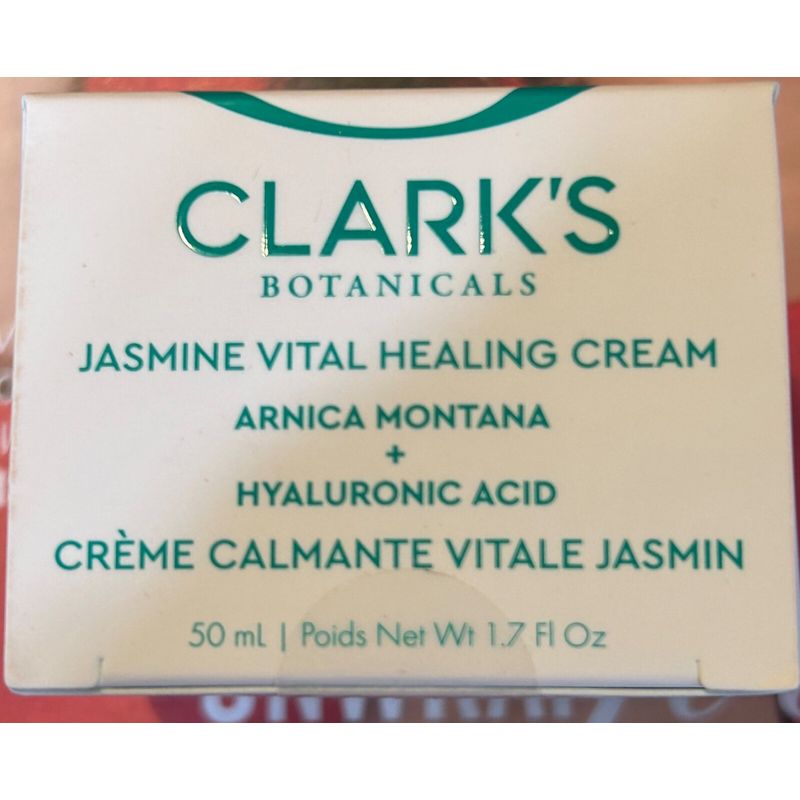 CLARK'S
BOTANICALS
JASMINE VITAL HEALING CREAM
ARNICA MONTANA
+
HYALURONIC ACID
CRÈME CALMANTE VITALE JASMIN
50 mL | Poids Net Wt 1.7 Fl Oz